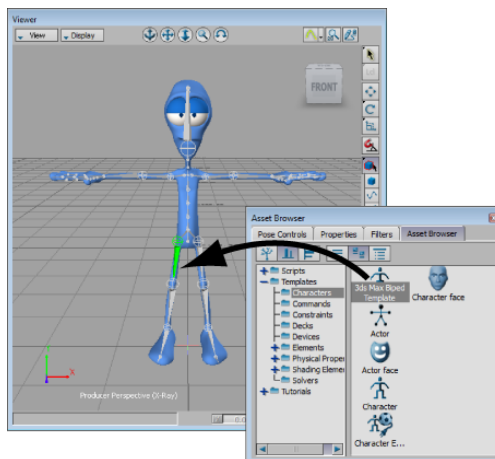 Viewer
View
Display
FRONT
Y
X
Producer Perspective (X-Ray)
0.0
Asset Browser
Pose Controls
Properties
Filters
Asset Browser
Scripts
Templates
Characters
Commands
Constraints
Decks
Devices
Elements
Physical Proper
Shading Elemen
Solvers
Tutorials
3ds Max Biped
Template
Character face
Actor
Actor face
Character
Character E...